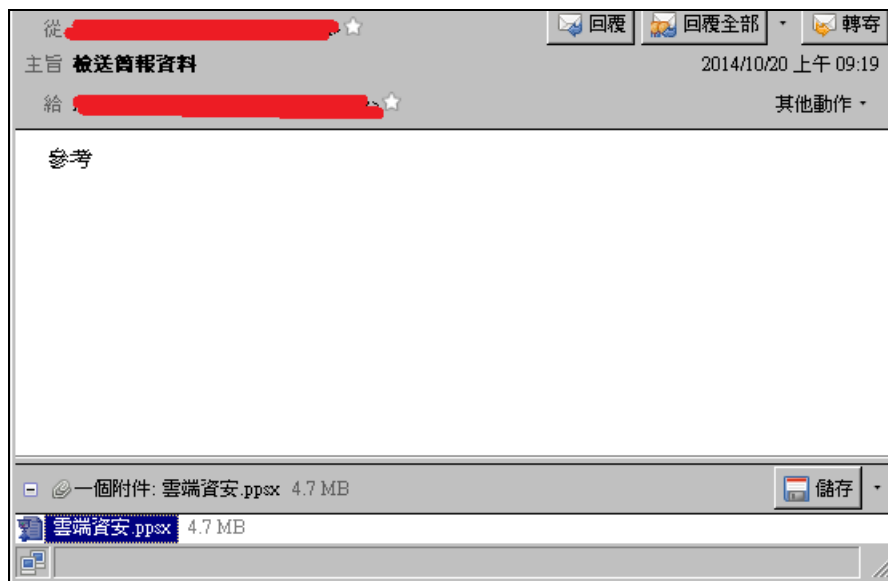 從 回覆 回覆全部 轉寄
主旨 檢送簡報資料 2014/10/20 上午 09:19
給 其他動作
參考
一個附件: 雲端資安.ppsx 4.7 MB 儲存
雲端資安.ppsx 4.7 MB